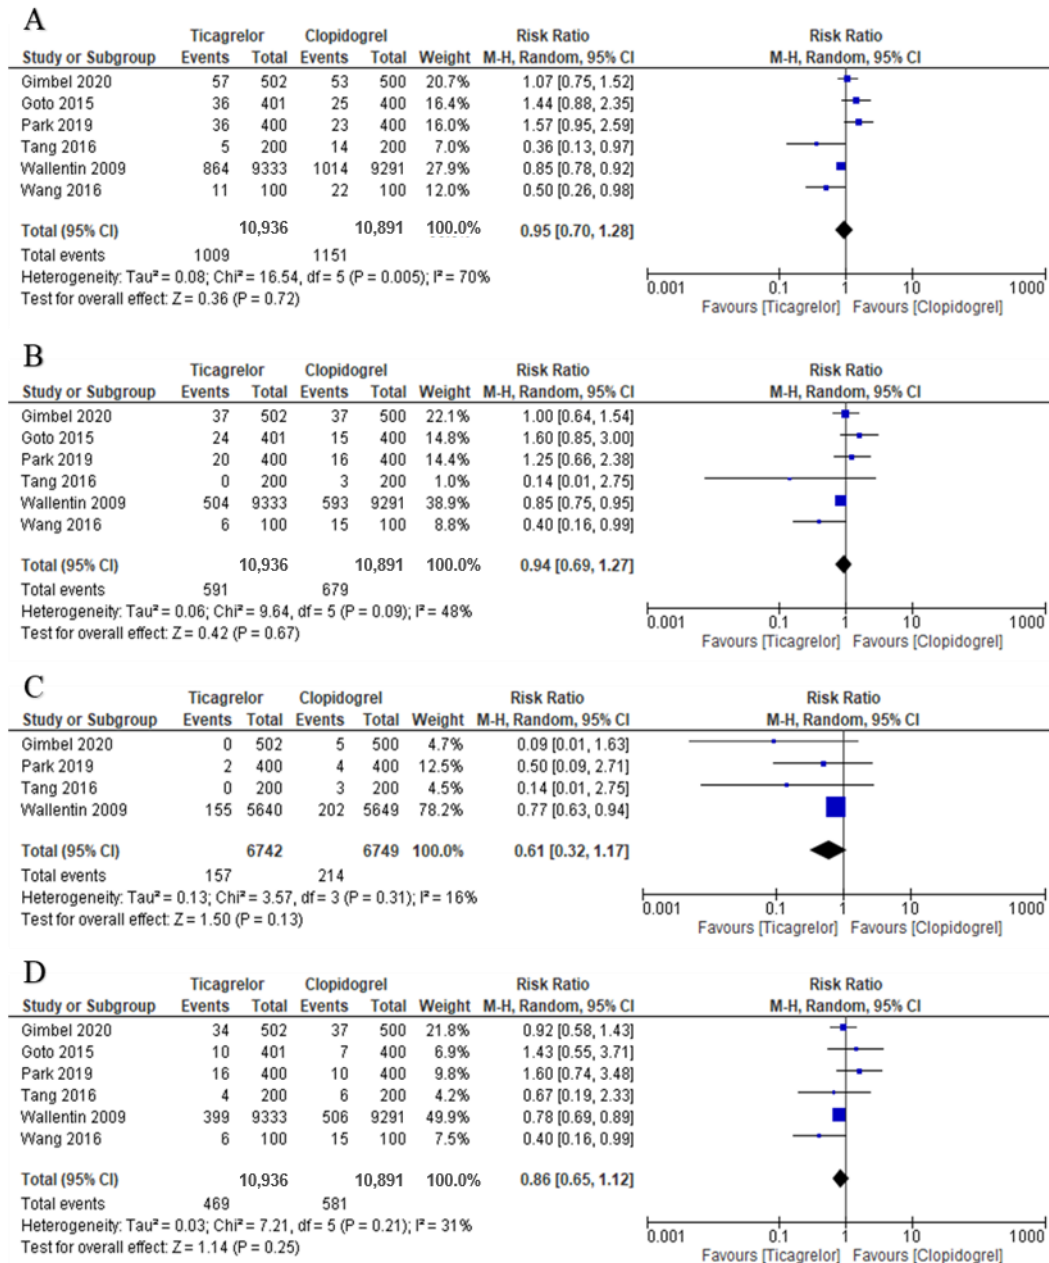 A
Ticagrelor Clopidogrel Risk Ratio Risk Ratio
Study or Subgroup Events Total Events Total Weight M-H, Random, 95% CI M-H, Random, 95% CI
Gimbel 2020 57 502 53 500 20.7% 1.07 [0.75, 1.52]
Goto 2015 36 401 25 400 16.4% 1.44 [0.88, 2.35]
Park 2019 36 400 23 400 16.0% 1.57 [0.95, 2.59]
Tang 2016 5 200 14 200 7.0% 0.36 [0.13, 0.97]
Wallentin 2009 864 9333 1014 9291 27.9% 0.85 [0.78, 0.92]
Wang 2016 11 100 22 100 12.0% 0.50 [0.26, 0.98]
Total (95% CI) 10,936 10,891 100.0% 0.95 [0.70, 1.28]
Total events 1009 1151
Heterogeneity: Tau² = 0.08; Chi² = 16.54, df = 5 (P = 0.005); I² = 70%
Test for overall effect: Z = 0.36 (P = 0.72)
0.001 0.1 1 10 1000
Favours [Ticagrelor] Favours [Clopidogrel]
B
Ticagrelor Clopidogrel Risk Ratio Risk Ratio
Study or Subgroup Events Total Events Total Weight M-H, Random, 95% CI M-H, Random, 95% CI
Gimbel 2020 37 502 37 500 22.1% 1.00 [0.64, 1.54]
Goto 2015 24 401 15 400 14.8% 1.60 [0.85, 3.00]
Park 2019 20 400 16 400 14.4% 1.25 [0.66, 2.38]
Tang 2016 0 200 3 200 1.0% 0.14 [0.01, 2.75]
Wallentin 2009 504 9333 593 9291 38.9% 0.85 [0.75, 0.95]
Wang 2016 6 100 15 100 8.8% 0.40 [0.16, 0.99]
Total (95% CI) 10,936 10,891 100.0% 0.94 [0.69, 1.27]
Total events 591 679
Heterogeneity: Tau² = 0.06; Chi² = 9.64, df = 5 (P = 0.09); I² = 48%
Test for overall effect: Z = 0.42 (P = 0.67)
0.001 0.1 1 10 1000
Favours [Ticagrelor] Favours [Clopidogrel]
C
Ticagrelor Clopidogrel Risk Ratio Risk Ratio
Study or Subgroup Events Total Events Total Weight M-H, Random, 95% CI M-H, Random, 95% CI
Gimbel 2020 0 502 5 500 4.7% 0.09 [0.01, 1.63]
Park 2019 2 400 4 400 12.5% 0.50 [0.09, 2.71]
Tang 2016 0 200 3 200 4.5% 0.14 [0.01, 2.75]
Wallentin 2009 155 5640 202 5649 78.2% 0.77 [0.63, 0.94]
Total (95% CI) 6742 6749 100.0% 0.61 [0.32, 1.17]
Total events 157 214
Heterogeneity: Tau² = 0.13; Chi² = 3.57, df = 3 (P = 0.31); I² = 16%
Test for overall effect: Z = 1.50 (P = 0.13)
0.001 0.1 1 10 1000
Favours [Ticagrelor] Favours [Clopidogrel]
D
Ticagrelor Clopidogrel Risk Ratio Risk Ratio
Study or Subgroup Events Total Events Total Weight M-H, Random, 95% CI M-H, Random, 95% CI
Gimbel 2020 34 502 37 500 21.8% 0.92 [0.58, 1.43]
Goto 2015 10 401 7 400 6.9% 1.43 [0.55, 3.71]
Park 2019 16 400 10 400 9.8% 1.60 [0.74, 3.48]
Tang 2016 4 200 6 200 4.2% 0.67 [0.19, 2.33]
Wallentin 2009 399 9333 506 9291 49.9% 0.78 [0.69, 0.89]
Wang 2016 6 100 15 100 7.5% 0.40 [0.16, 0.99]
Total (95% CI) 10,936 10,891 100.0% 0.86 [0.65, 1.12]
Total events 469 581
Heterogeneity: Tau² = 0.03; Chi² = 7.21, df = 5 (P = 0.21); I² = 31%
Test for overall effect: Z = 1.14 (P = 0.25)
0.001 0.1 1 10 1000
Favours [Ticagrelor] Favours [Clopidogrel]